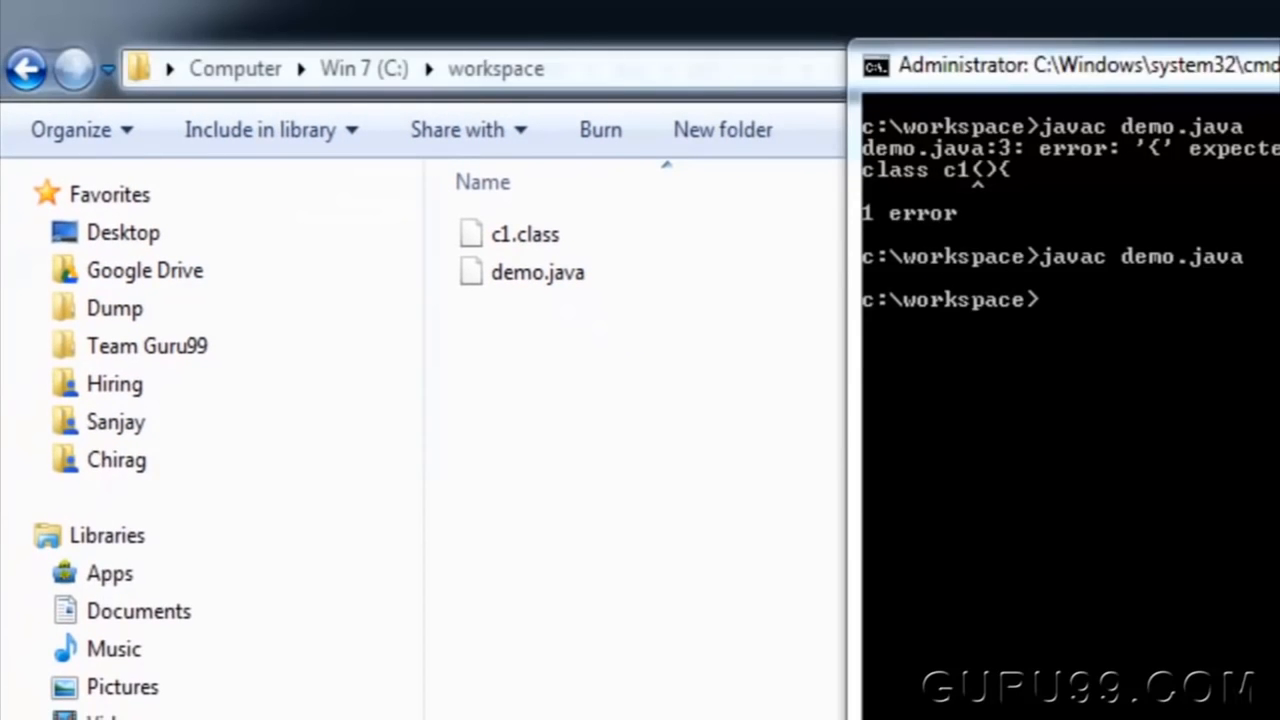 Computer Win 7 (C:) workspace
Organize Include in library Share with Burn New folder
Name
Favorites
Desktop
Google Drive
Dump
Team Guru99
Hiring
Sanjay
Chirag
Libraries
Apps
Documents
Music
Pictures
c1.class
demo.java
C:\.
Administrator: C:\Windows\system32\cmd
c:\workspace>javac demo.java
demo.java:3: error: '{' expecte
class c1(){
^
1 error
c:\workspace>javac demo.java
c:\workspace>
GURU99.COM